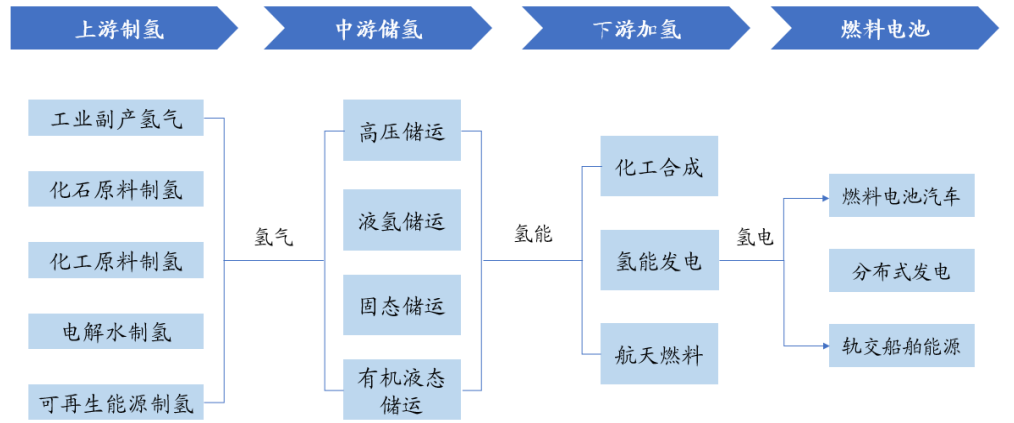 上游制氢
中游储氢
下游加氢
燃料电池
工业副产氢气
化石原料制氢
化工原料制氢
电解水制氢
可再生能源制氢
氢气
高压储运
液氢储运
固态储运
有机液态
储运
氢能
化工合成
氢能发电
航天燃料
氢电
燃料电池汽车
分布式发电
轨交船舶能源